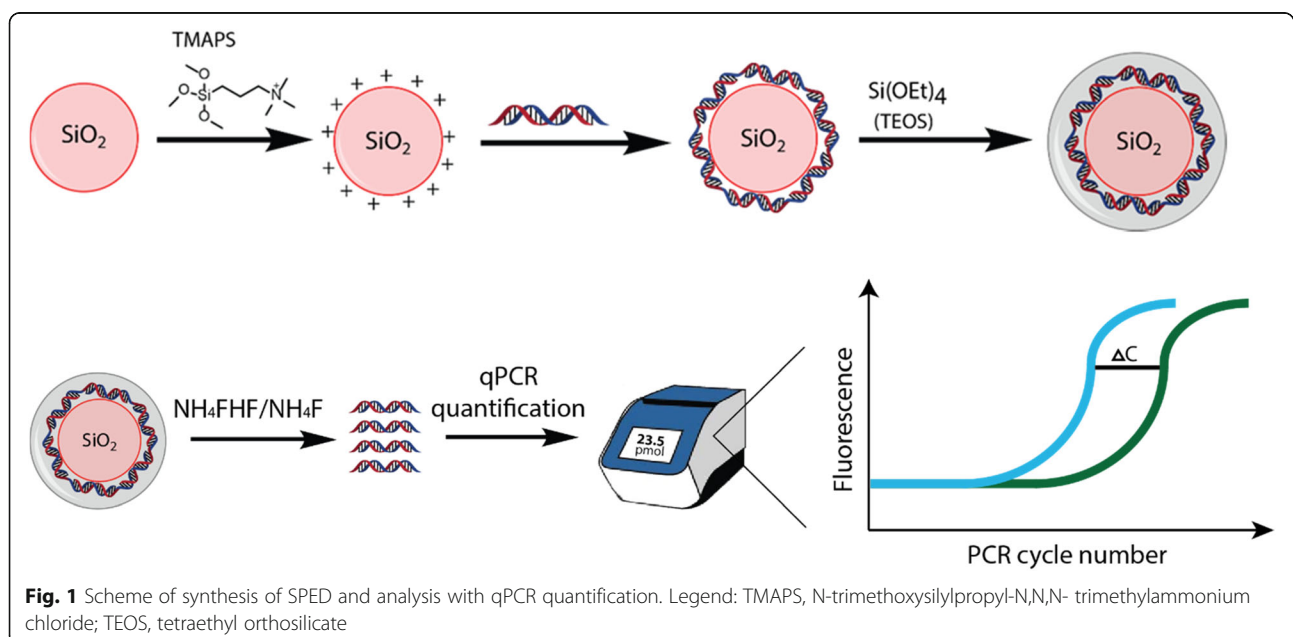 TMAPS
O
Si
N+
O
O
SiO2
+ + + + + + + + + + + +
SiO2
SiO2
Si(OEt)4
(TEOS)
SiO2
SiO2
NH4FHF/NH4F
qPCR
quantification
23.5
pmol
Fluorescence
ΔC
PCR cycle number
Fig. 1 Scheme of synthesis of SPED and analysis with qPCR quantification. Legend: TMAPS, N-trimethoxysilylpropyl-N,N,N- trimethylammonium
chloride; TEOS, tetraethyl orthosilicate